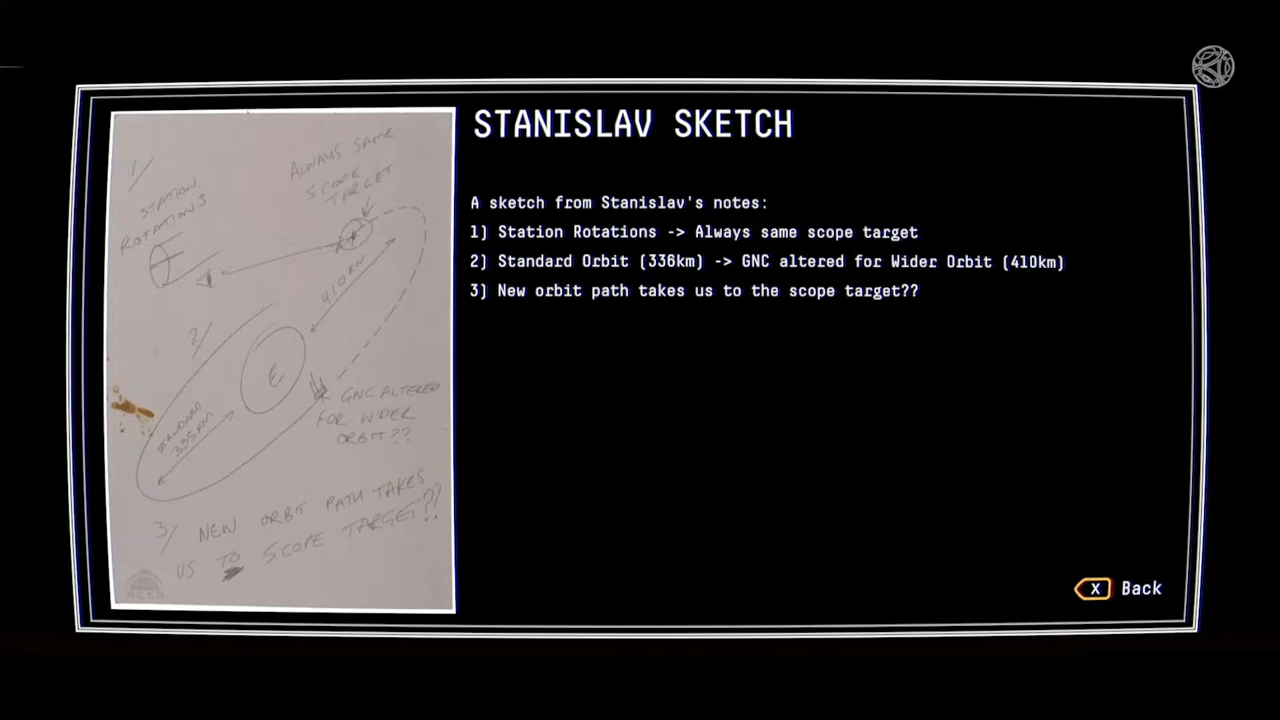 STANISLAV SKETCH
A sketch from Stanislav's notes:
1) Station Rotations -> Always same scope target
2) Standard Orbit (336km) -> GNC altered for Wider Orbit (410km)
3) New orbit path takes us to the scope target??
X Back
1/
STATION
ROTATIONS
ALWAYS SAME
SCOPE
TARGET
410KM
2/
E
STANDARD
GNC ALTERED
FOR WIDER
ORBIT??
3/ NEW ORBIT PATH TAKES
US TO SCOPE TARGET??